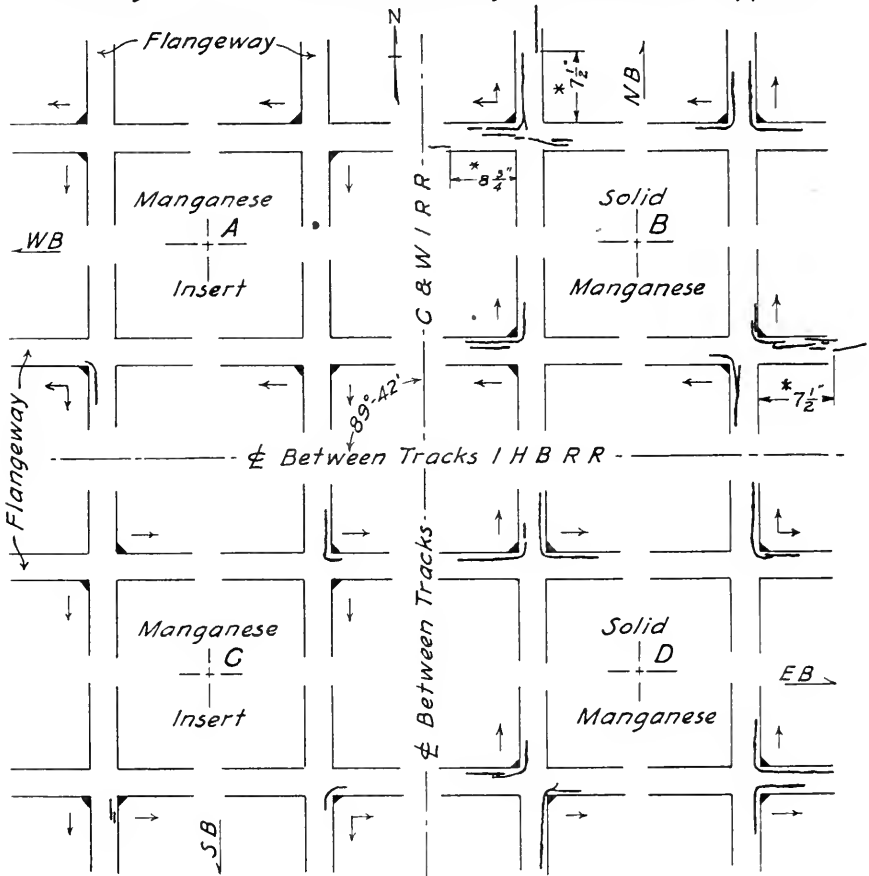 N
Flangeway
* 7 1/2"
NB
* 8 3/4"
Manganese
A
Insert
WB
C & W I R R
Solid
B
Manganese
* 7 1/2"
Flangeway
89°-42'
℄ Between Tracks I H B R R
℄ Between Tracks
Manganese
C
Insert
Solid
D
Manganese
EB
SB